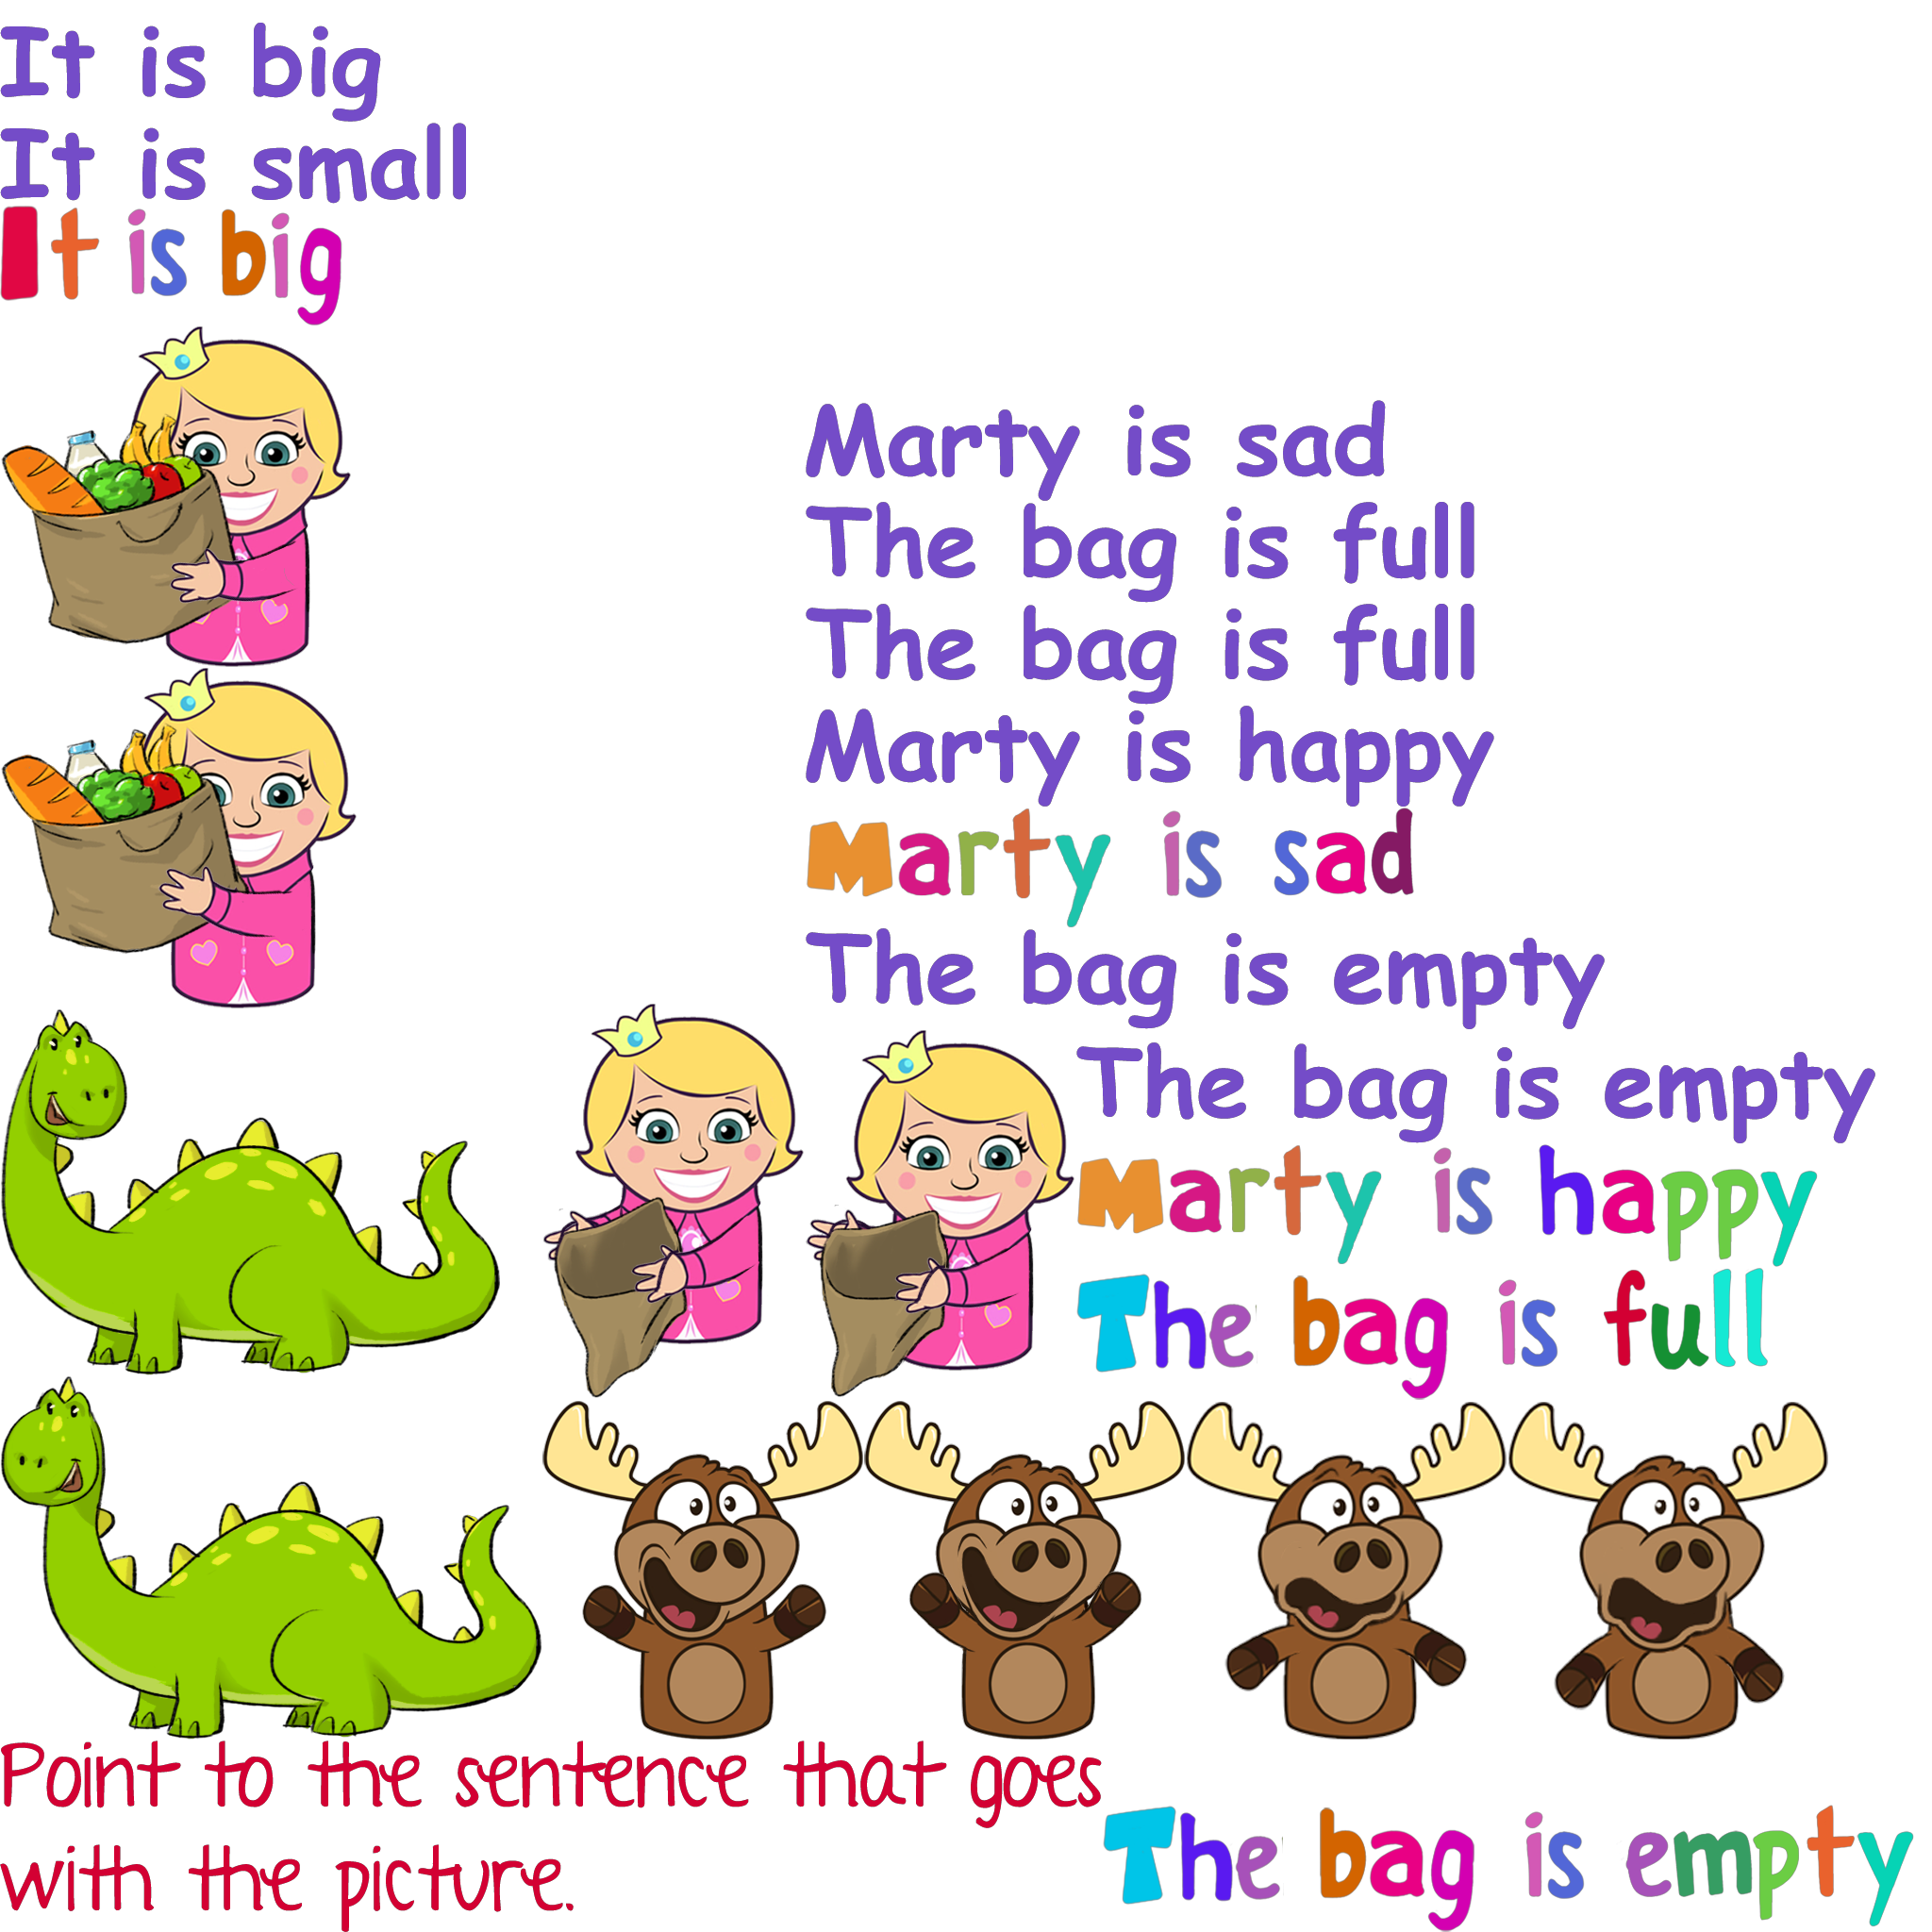 It is big
It is small
It is big
Marty is sad
The bag is full
The bag is full
Marty is happy
Marty is sad
The bag is empty
The bag is empty
Marty is happy
The bag is full
Point to the sentence that goes
with the picture.
The bag is empty